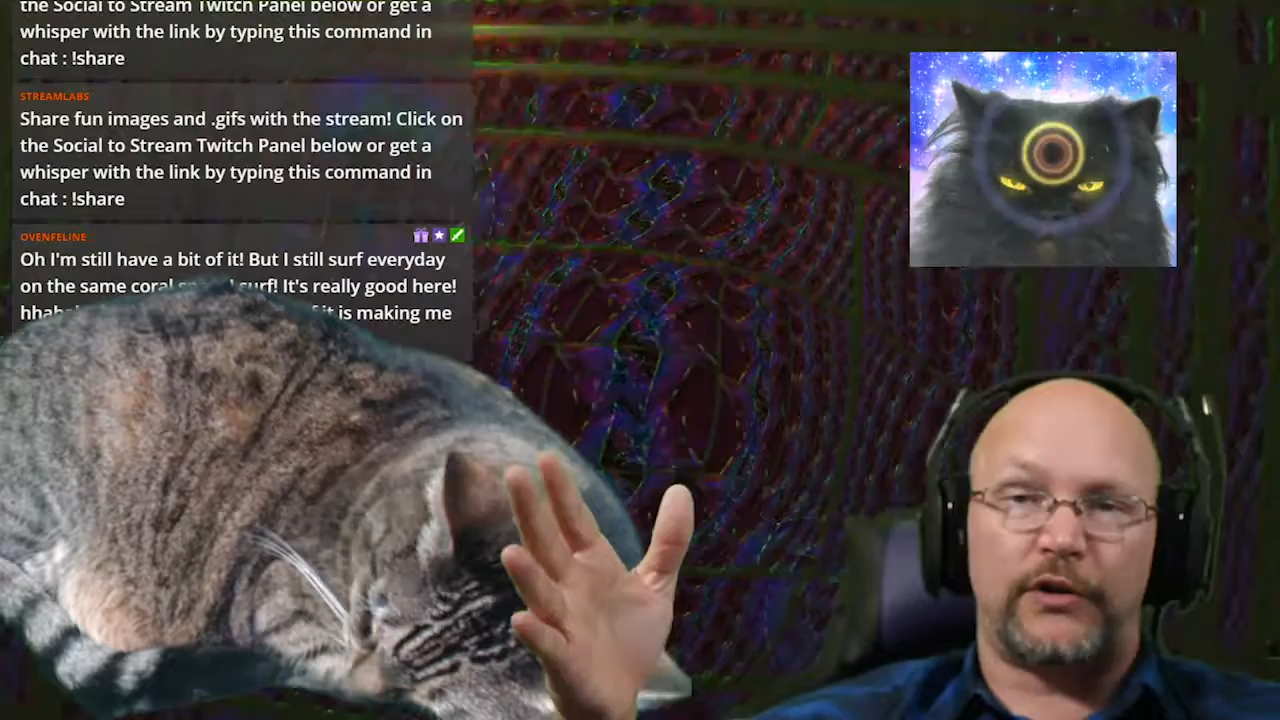 the Social to Stream Twitch Panel below or get a
whisper with the link by typing this command in
chat : !share
STREAMLABS
Share fun images and .gifs with the stream! Click on
the Social to Stream Twitch Panel below or get a
whisper with the link by typing this command in
chat : !share
OVENFELINE
Oh I'm still have a bit of it! But I still surf everyday
on the same coral surf! It's really good here!
it is making me